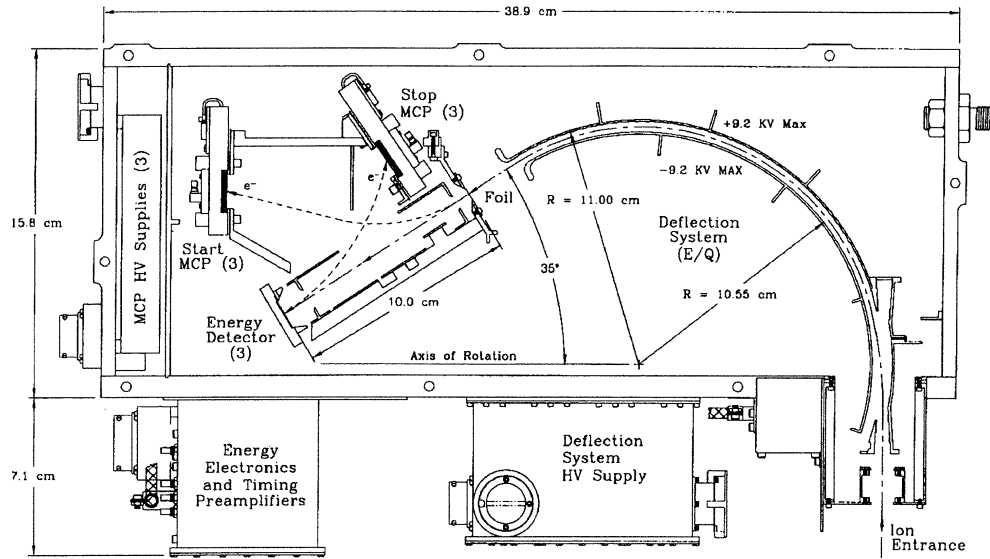 38.9 cm
Stop
MCP (3)
+9.2 KV Max
-9.2 KV MAX
e-
e-
Foil
R = 11.00 cm
MCP HV Supplies (3)
15.8 cm
Deflection
System
(E/Q)
Start
MCP (3)
35°
R = 10.55 cm
10.0 cm
Energy
Detector
(3)
Axis of Rotation
7.1 cm
Energy
Electronics
and Timing
Preamplifiers
Deflection
System
HV Supply
Ion
Entrance